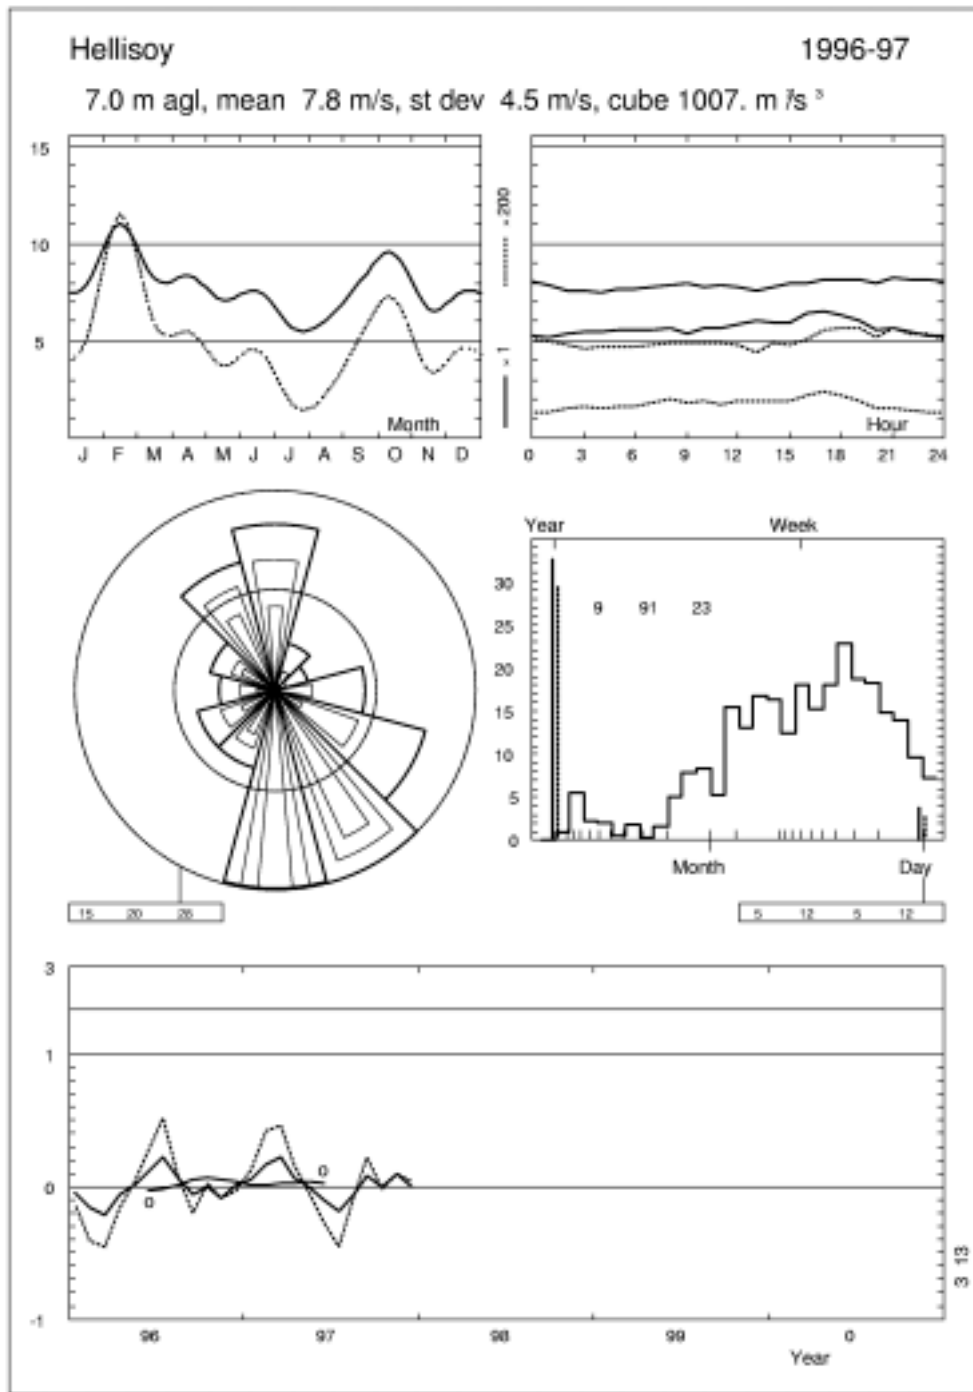 Hellisoy 1996-97
7.0 m agl, mean 7.8 m/s, st dev 4.5 m/s, cube 1007. m³/s³
15
10
5
Month
J F M A M J J A S O N D
× 1 × 200
Hour
0 3 6 9 12 15 18 21 24
Year Week
30
25
20
15
10
5
0
9 91 23
Month Day
15 20 26
5 12 5 12
3
1
0
-1
0 0
3 13
96 97 98 99 0
Year